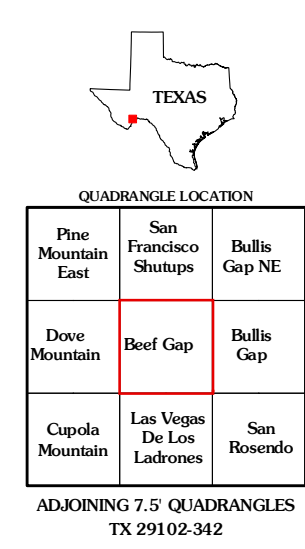 TEXAS
QUADRANGLE LOCATION
Pine
Mountain
East
San
Francisco
Shutups
Bullis
Gap NE
Dove
Mountain
Beef Gap
Bullis
Gap
Cupola
Mountain
Las Vegas
De Los
Ladrones
San
Rosendo
ADJOINING 7.5' QUADRANGLES
TX 29102-342